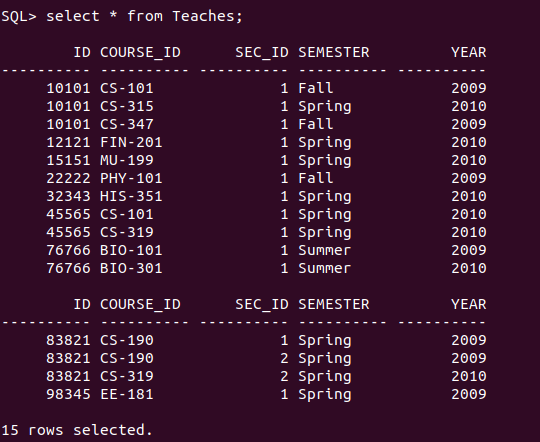 SQL> select * from Teaches;
ID COURSE_ID SEC_ID SEMESTER YEAR
---------- ---------- ---------- ---------- ----------
10101 CS-101 1 Fall 2009
10101 CS-315 1 Spring 2010
10101 CS-347 1 Fall 2009
12121 FIN-201 1 Spring 2010
15151 MU-199 1 Spring 2010
22222 PHY-101 1 Fall 2009
32343 HIS-351 1 Spring 2010
45565 CS-101 1 Spring 2010
45565 CS-319 1 Spring 2010
76766 BIO-101 1 Summer 2009
76766 BIO-301 1 Summer 2010
ID COURSE_ID SEC_ID SEMESTER YEAR
---------- ---------- ---------- ---------- ----------
83821 CS-190 1 Spring 2009
83821 CS-190 2 Spring 2009
83821 CS-319 2 Spring 2010
98345 EE-181 1 Spring 2009
15 rows selected.